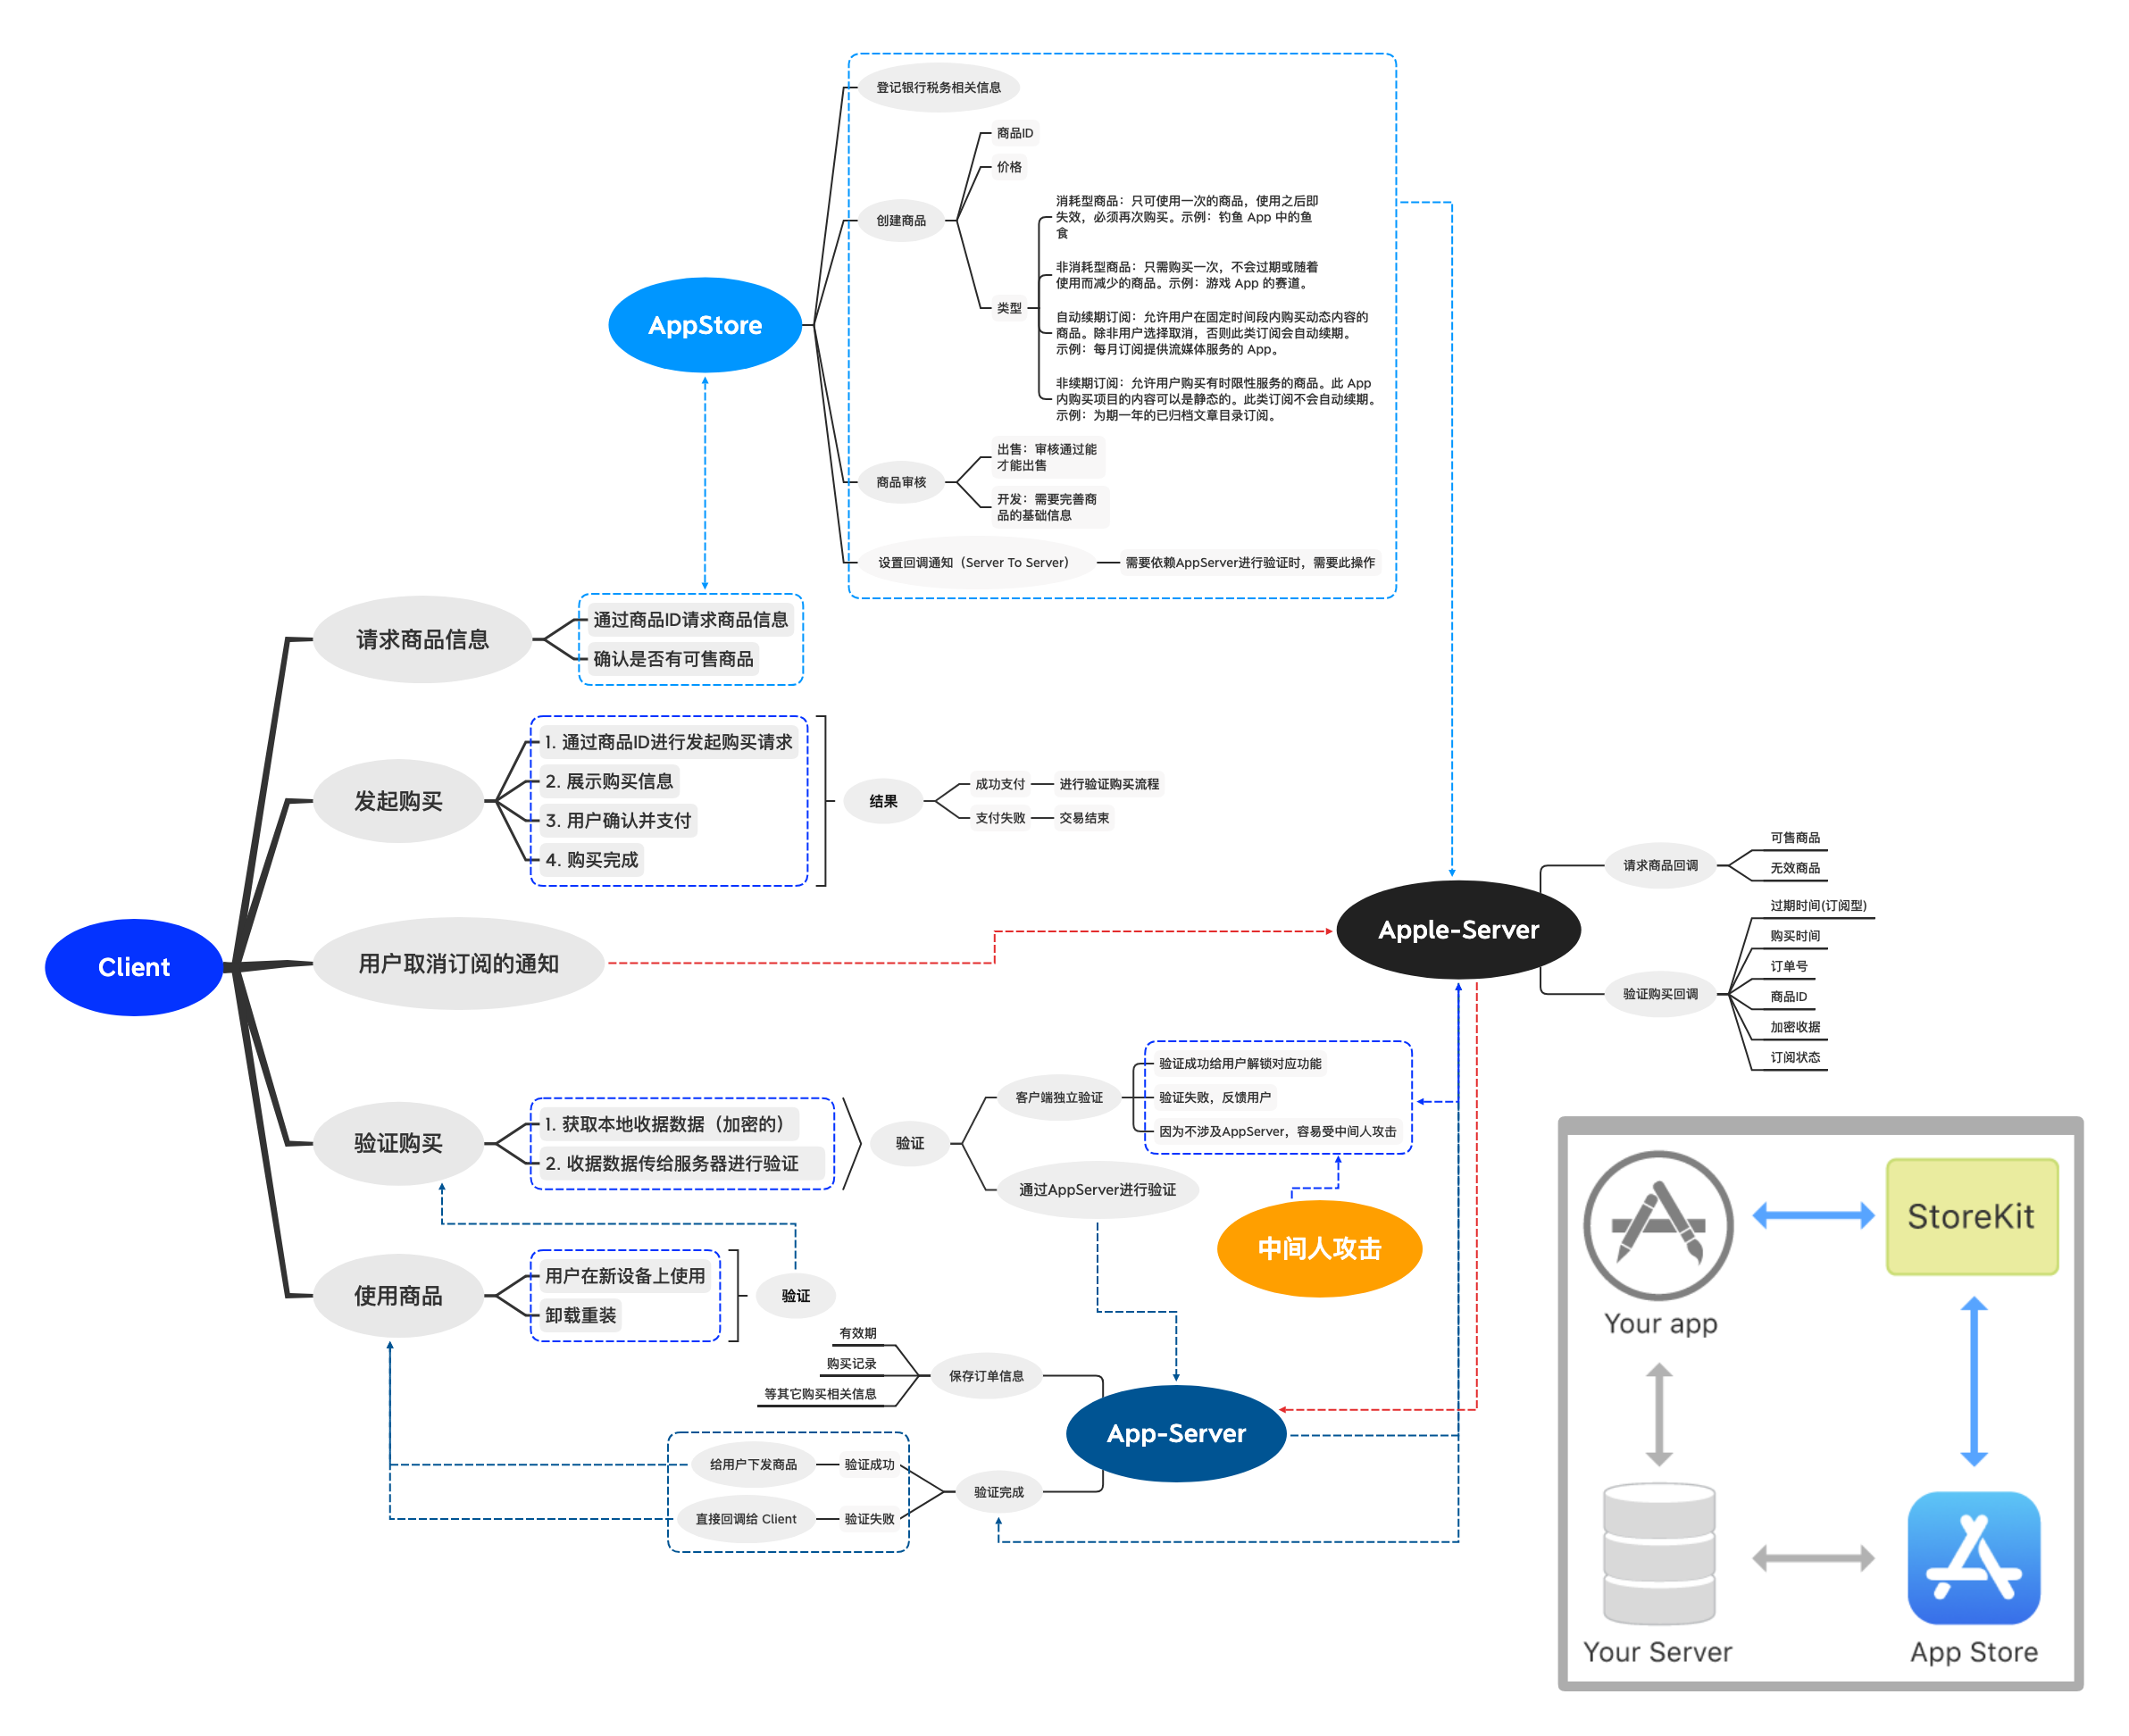 登记银行税务相关信息
商品ID
价格
创建商品
消耗型商品：只可使用一次的商品，使用之后即
失效，必须再次购买。示例：钓鱼 App 中的鱼
食
非消耗型商品：只需购买一次，不会过期或随着
使用而减少的商品。示例：游戏 App 的赛道。
类型
自动续期订阅：允许用户在固定时间段内购买动态内容的
商品。除非用户选择取消，否则此类订阅会自动续期。
示例：每月订阅提供流媒体服务的 App。
非续期订阅：允许用户购买有时限性服务的商品。此 App
内购买项目的内容可以是静态的。此类订阅不会自动续期。
示例：为期一年的已归档文章目录订阅。
AppStore
出售：审核通过能
才能出售
商品审核
开发：需要完善商
品的基础信息
设置回调通知（Server To Server）
需要依赖AppServer进行验证时，需要此操作
请求商品信息
通过商品ID请求商品信息
确认是否有可售商品
发起购买
1. 通过商品ID进行发起购买请求
2. 展示购买信息
3. 用户确认并支付
4. 购买完成
结果
成功支付
进行验证购买流程
支付失败
交易结束
Client
用户取消订阅的通知
Apple-Server
请求商品回调
可售商品
无效商品
验证购买回调
过期时间(订阅型)
购买时间
订单号
商品ID
加密收据
订阅状态
验证购买
1. 获取本地收据数据（加密的）
2. 收据数据传给服务器进行验证
验证
客户端独立验证
验证成功给用户解锁对应功能
验证失败，反馈用户
因为不涉及AppServer，容易受中间人攻击
通过AppServer进行验证
中间人攻击
使用商品
用户在新设备上使用
卸载重装
验证
有效期
购买记录
等其它购买相关信息
保存订单信息
App-Server
给用户下发商品
验证成功
直接回调给 Client
验证失败
验证完成
StoreKit
Your app
Your Server
App Store